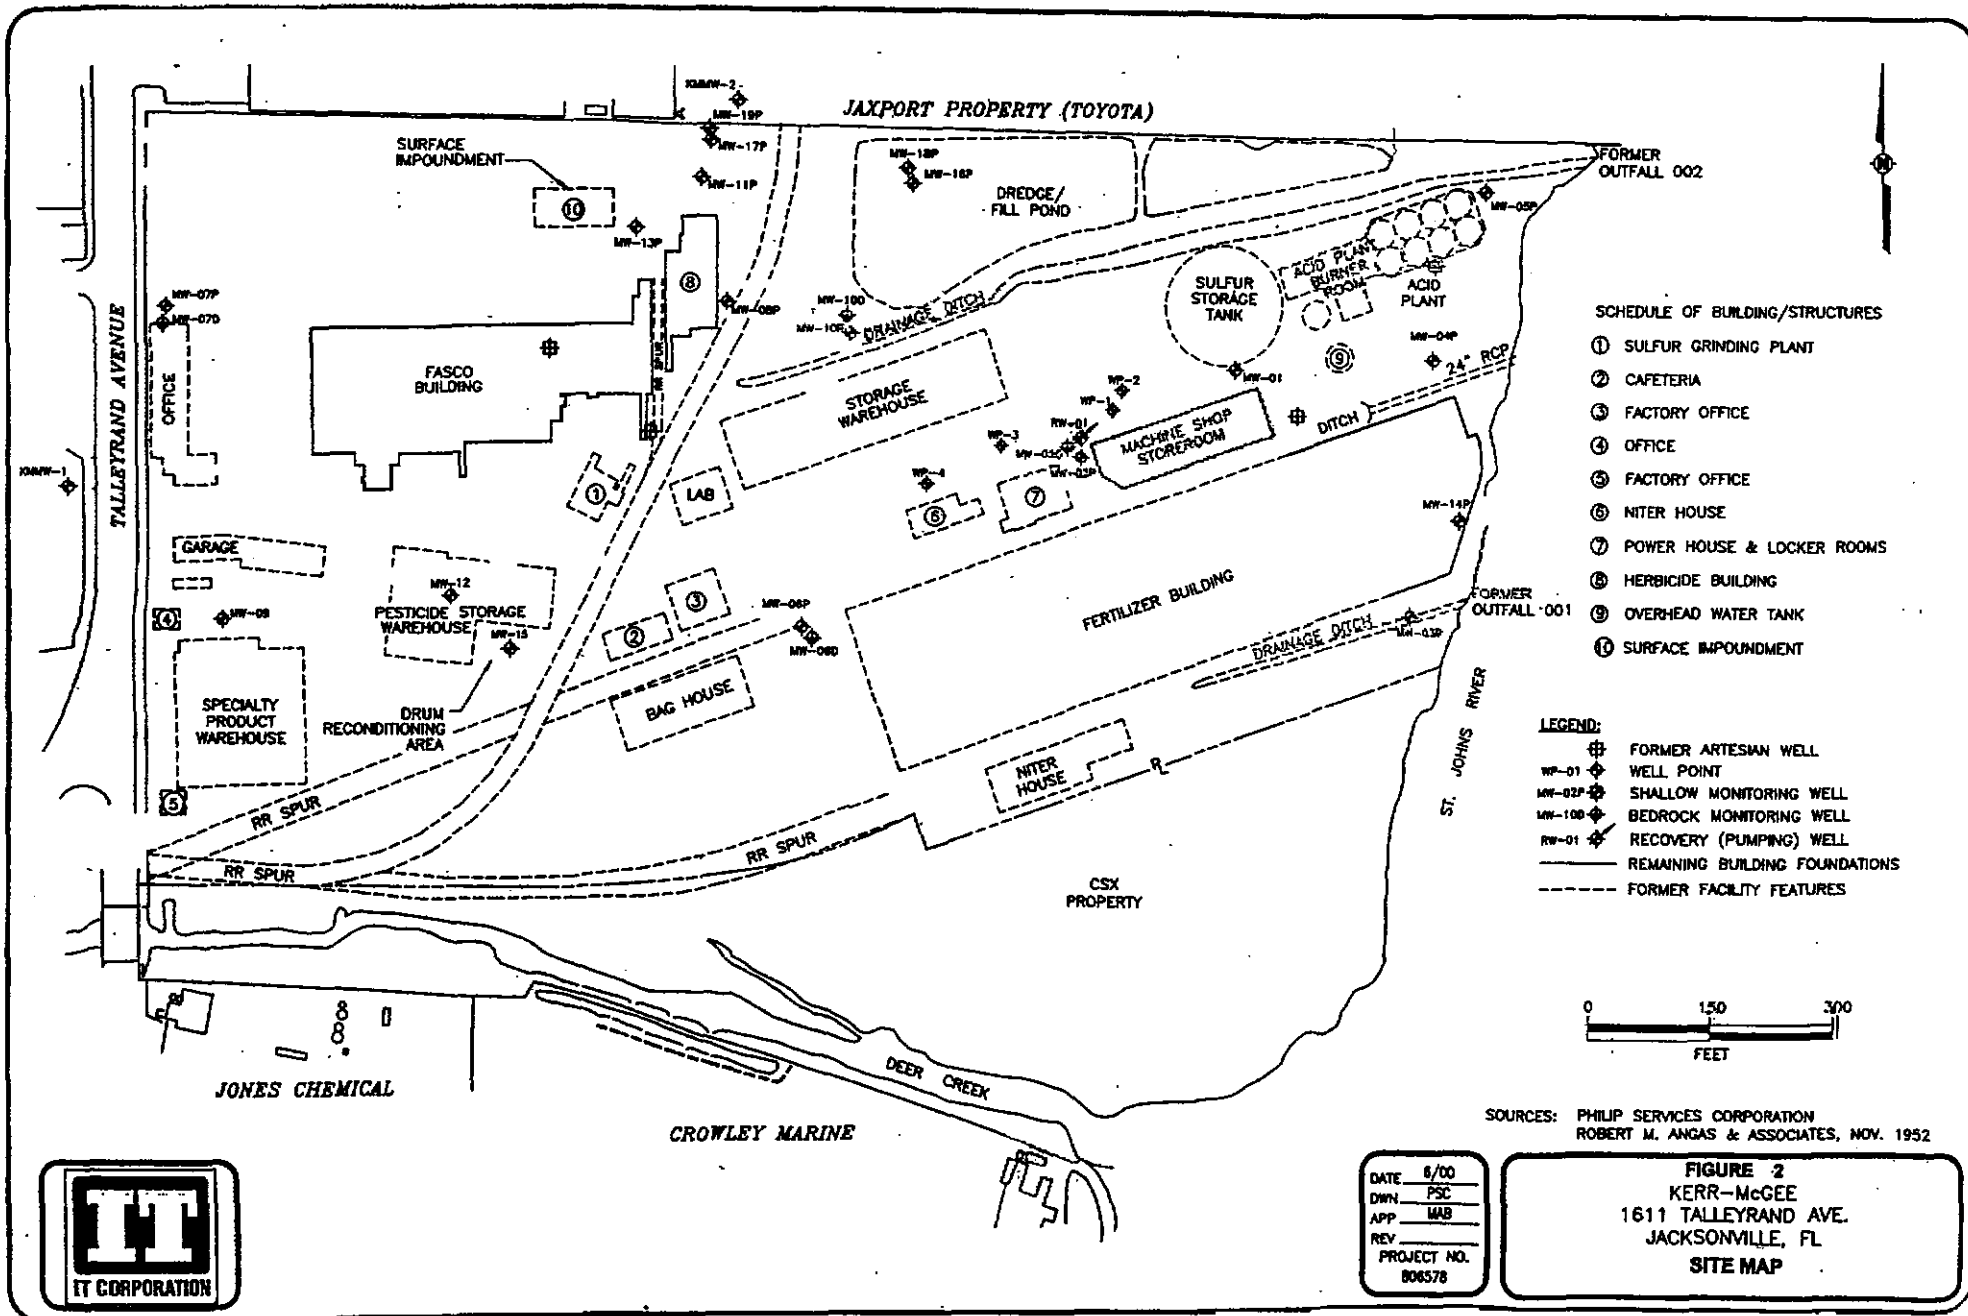 KMMW-2
MW-19P
JAXPORT PROPERTY (TOYOTA)
SURFACE
IMPOUNDMENT
MW-17P
MW-18P
MW-16P
MW-11P
DREDGE/
FILL POND
FORMER
OUTFALL 002
N
10
MW-13P
MW-05P
8
ACID PLANT
BURNER
ROOM
ACID
PLANT
SULFUR
STORAGE
TANK
MW-07P
MW-07D
MW-10D
DRAINAGE DITCH
TALLEYRAND AVENUE
OFFICE
FASCO
BUILDING
RR SPUR
STORAGE
WAREHOUSE
MW-01
9
MW-04P
24" RCP
WP-2
WP-1
RW-01
WP-3
WP-4
MACHINE SHOP
STOREROOM
DITCH
KMMW-1
1
LAB
6
7
MW-14P
GARAGE
MW-12
PESTICIDE STORAGE
WAREHOUSE
MW-15
4
MW-09
3
2
MW-06P
MW-06D
FERTILIZER BUILDING
FORMER
OUTFALL 001
DRAINAGE DITCH
SPECIALTY
PRODUCT
WAREHOUSE
DRUM
RECONDITIONING
AREA
BAG HOUSE
5
RR SPUR
RR SPUR
RR SPUR
NITER
HOUSE
PL
ST. JOHNS RIVER
CSX
PROPERTY
DEER CREEK
JONES CHEMICAL
CROWLEY MARINE
SCHEDULE OF BUILDING/STRUCTURES
1 SULFUR GRINDING PLANT
2 CAFETERIA
3 FACTORY OFFICE
4 OFFICE
5 FACTORY OFFICE
6 NITER HOUSE
7 POWER HOUSE & LOCKER ROOMS
8 HERBICIDE BUILDING
9 OVERHEAD WATER TANK
10 SURFACE IMPOUNDMENT
LEGEND:
FORMER ARTESIAN WELL
WP-01 WELL POINT
MW-02P SHALLOW MONITORING WELL
MW-10D BEDROCK MONITORING WELL
RW-01 RECOVERY (PUMPING) WELL
REMAINING BUILDING FOUNDATIONS
FORMER FACILITY FEATURES
0 150 300
FEET
SOURCES: PHILIP SERVICES CORPORATION
ROBERT M. ANGAS & ASSOCIATES, NOV. 1952
IT CORPORATION
DATE 6/00
DWN PSC
APP MAB
REV
PROJECT NO.
806578
FIGURE 2
KERR-McGEE
1611 TALLEYRAND AVE.
JACKSONVILLE, FL
SITE MAP